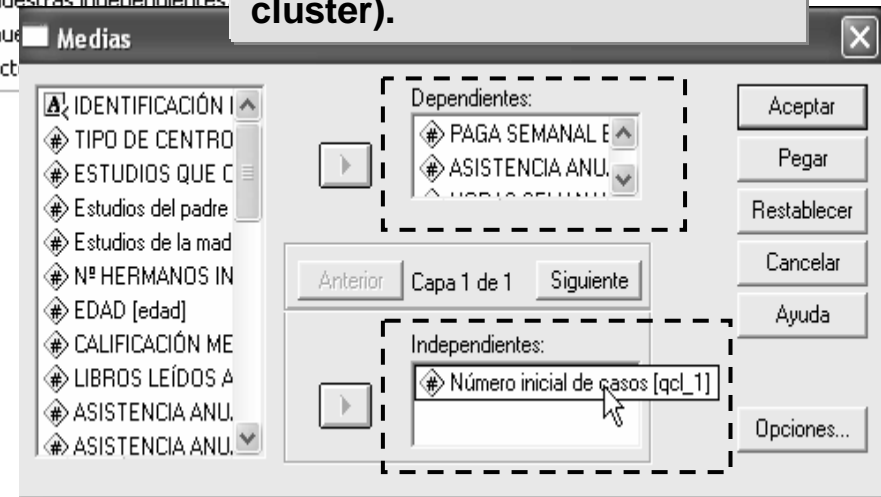 cluster).
Medias
IDENTIFICACIÓN I
TIPO DE CENTRO
ESTUDIOS QUE C
Estudios del padre
Estudios de la mad
Nº HERMANOS IN
EDAD [edad]
CALIFICACIÓN ME
LIBROS LEÍDOS A
ASISTENCIA ANU.
ASISTENCIA ANU.
Dependientes:
PAGA SEMANAL E
ASISTENCIA ANU.
Anterior
Capa 1 de 1
Siguiente
Independientes:
Número inicial de casos [qcl_1]
Aceptar
Pegar
Restablecer
Cancelar
Ayuda
Opciones...